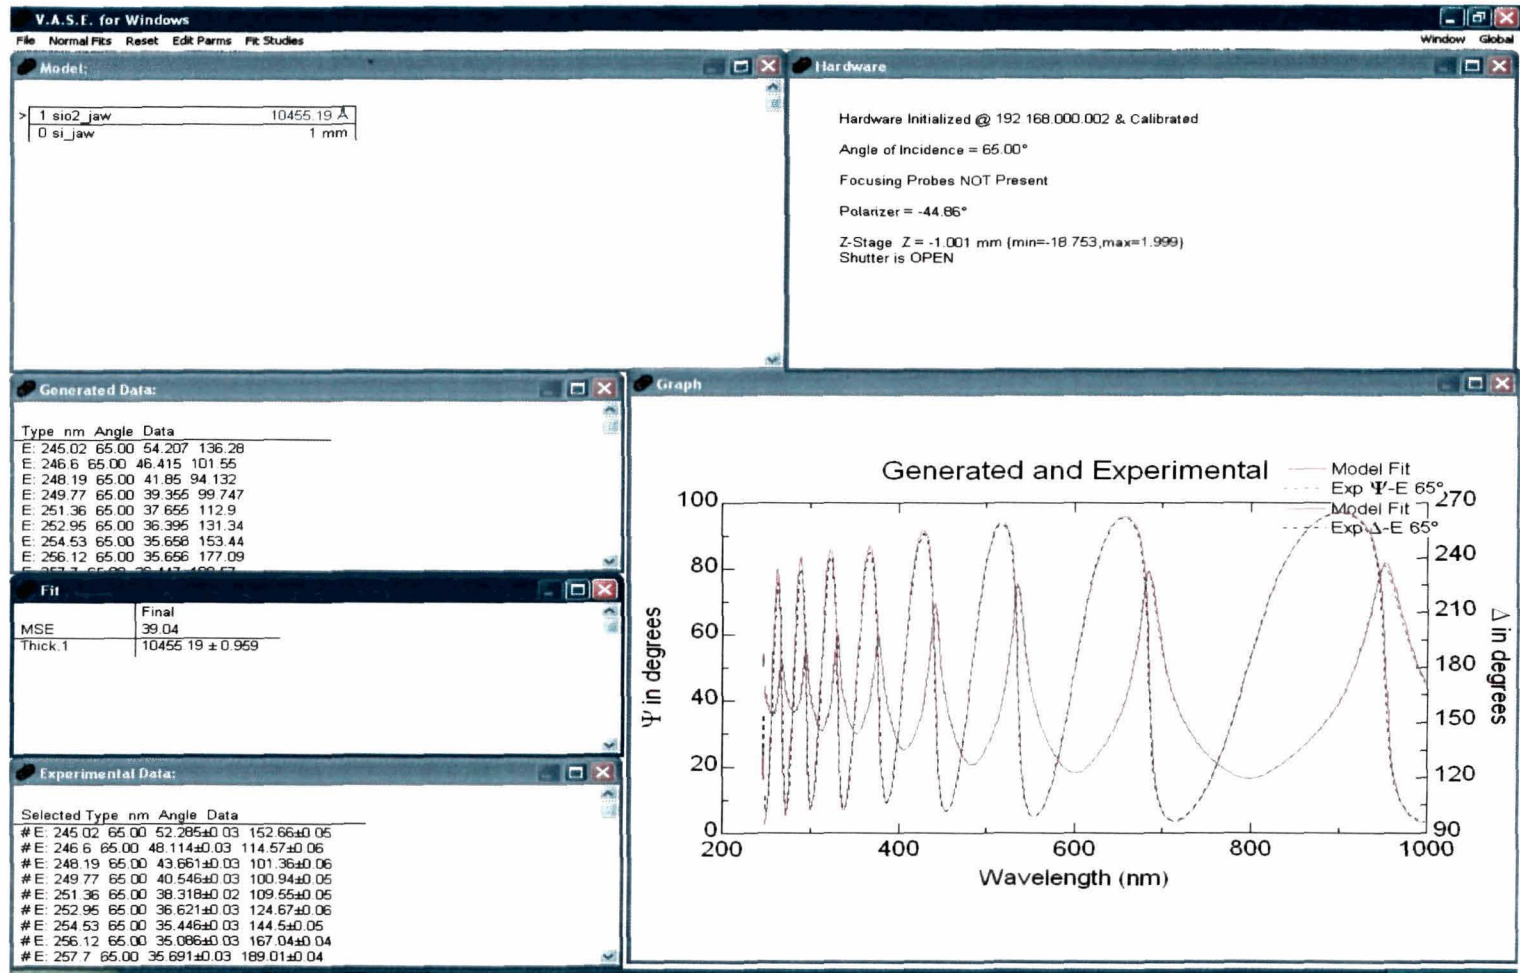 V.A.S.E. for Windows
File Normal Fits Reset Edit Parms Fit Studies Window Global
Model:
> 1 sio2_jaw 10455.19 Å
0 si_jaw 1 mm
Hardware
Hardware Initialized @ 192 168.000.002 & Calibrated
Angle of Incidence = 65.00°
Focusing Probes NOT Present
Polarizer = -44.86°
Z-Stage Z = -1.001 mm (min=-18 753,max=1.999)
Shutter is OPEN
Generated Data:
Type nm Angle Data
E: 245.02 65.00 54.207 136.28
E: 246.6 65.00 46.415 101.55
E: 248.19 65.00 41.85 94.132
E: 249.77 65.00 39.355 99.747
E: 251.36 65.00 37.655 112.9
E: 252.95 65.00 36.395 131.34
E: 254.53 65.00 35.658 153.44
E: 256.12 65.00 35.656 177.09
Fit
Final
MSE 39.04
Thick.1 10455.19 ± 0.959
Experimental Data:
Selected Type nm Angle Data
#E: 245.02 65.00 52.285±0.03 152.66±0.05
#E: 246.6 65.00 48.114±0.03 114.57±0.06
#E: 248.19 65.00 43.661±0.03 101.36±0.06
#E: 249.77 65.00 40.546±0.03 100.94±0.05
#E: 251.36 65.00 38.318±0.02 109.55±0.05
#E: 252.95 65.00 36.621±0.03 124.67±0.06
#E: 254.53 65.00 35.446±0.03 144.5±0.05
#E: 256.12 65.00 35.086±0.03 167.04±0.04
#E: 257.7 65.00 35.691±0.03 189.01±0.04
Graph
Generated and Experimental
Model Fit
Exp Ψ-E 65°
Model Fit
Exp Δ-E 65°
Ψ in degrees
100
80
60
40
20
0
270
240
210
180
150
120
90
Δ in degrees
200 400 600 800 1000
Wavelength (nm)